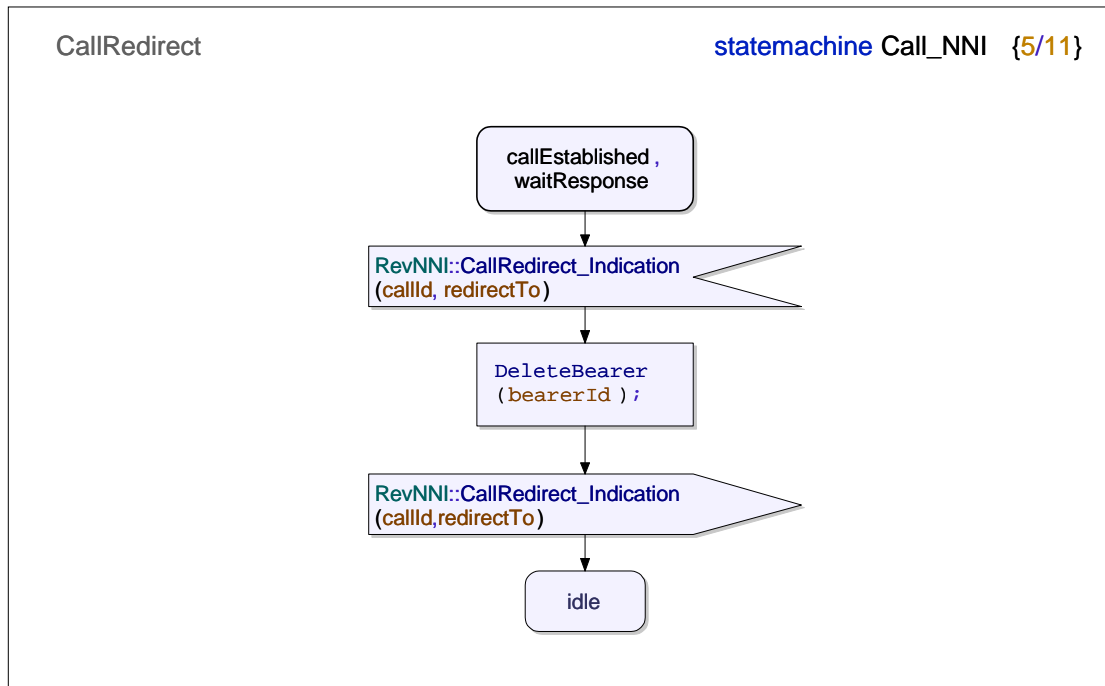 CallRedirect
statemachine Call_NNI {5/11}
callEstablished ,
waitResponse
RevNNI::CallRedirect_Indication
(callId, redirectTo)
DeleteBearer
(bearerId );
RevNNI::CallRedirect_Indication
(callId,redirectTo)
idle